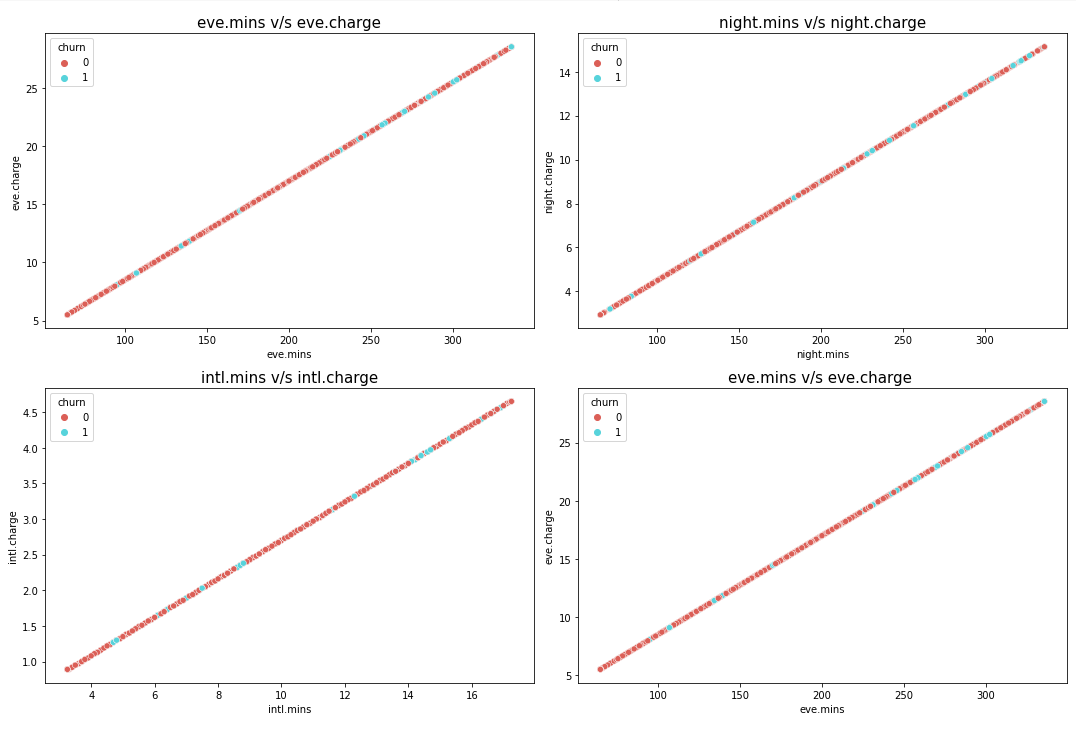 eve.mins v/s eve.charge
churn
0
1
25
20
15
10
5
eve.charge
100 150 200 250 300
eve.mins
night.mins v/s night.charge
churn
0
1
14
12
10
8
6
4
night.charge
100 150 200 250 300
night.mins
intl.mins v/s intl.charge
churn
0
1
4.5
4.0
3.5
3.0
2.5
2.0
1.5
1.0
intl.charge
4 6 8 10 12 14 16
intl.mins
eve.mins v/s eve.charge
churn
0
1
25
20
15
10
5
eve.charge
100 150 200 250 300
eve.mins